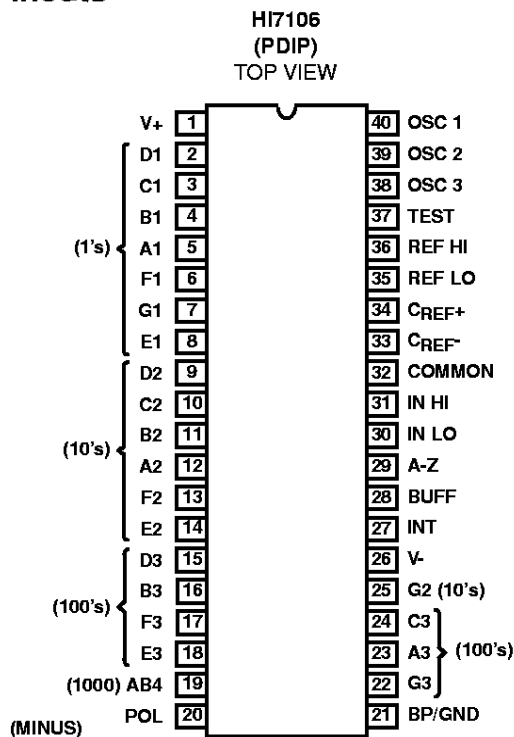 HI7106
(PDIP)
TOP VIEW
V+ 1 40 OSC 1
D1 2 39 OSC 2
C1 3 38 OSC 3
B1 4 37 TEST
(1's) A1 5 36 REF HI
F1 6 35 REF LO
G1 7 34 CREF+
E1 8 33 CREF-
D2 9 32 COMMON
C2 10 31 IN HI
B2 11 30 IN LO
(10's) A2 12 29 A-Z
F2 13 28 BUFF
E2 14 27 INT
D3 15 26 V-
B3 16 25 G2 (10's)
(100's) F3 17 24 C3
E3 18 23 A3 (100's)
(1000) AB4 19 22 G3
(MINUS) POL 20 21 BP/GND